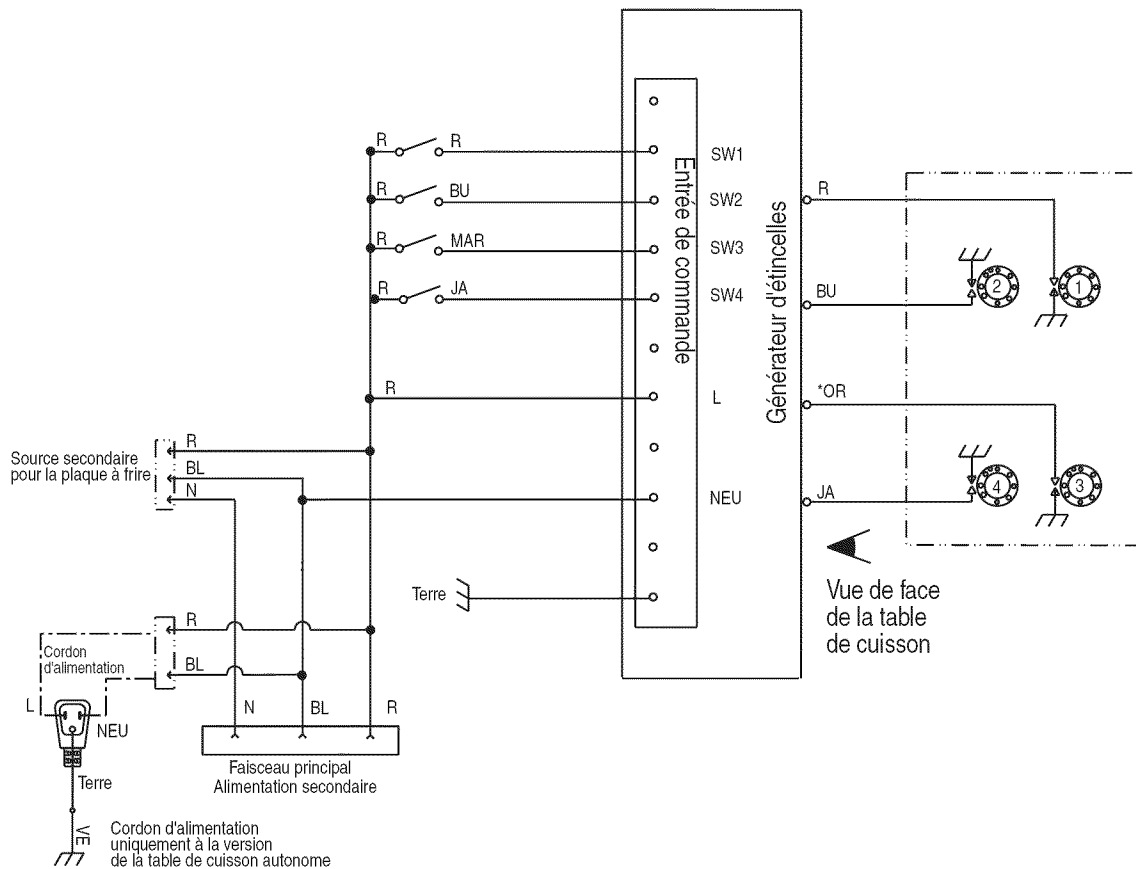 R
R
SW1
R
BU
SW2
R
MAR
SW3
R
JA
SW4
Entrée de commande
Générateur d'étincelles
R
L
NEU
R
BU
*OR
JA
2
1
4
3
Source secondaire
pour la plaque à frire
R
BL
N
Terre
Vue de face
de la table
de cuisson
R
BL
Cordon
d'alimentation
L
NEU
N
BL
R
Faisceau principal
Alimentation secondaire
Terre
VE
Cordon d'alimentation
uniquement à la version
de la table de cuisson autonome